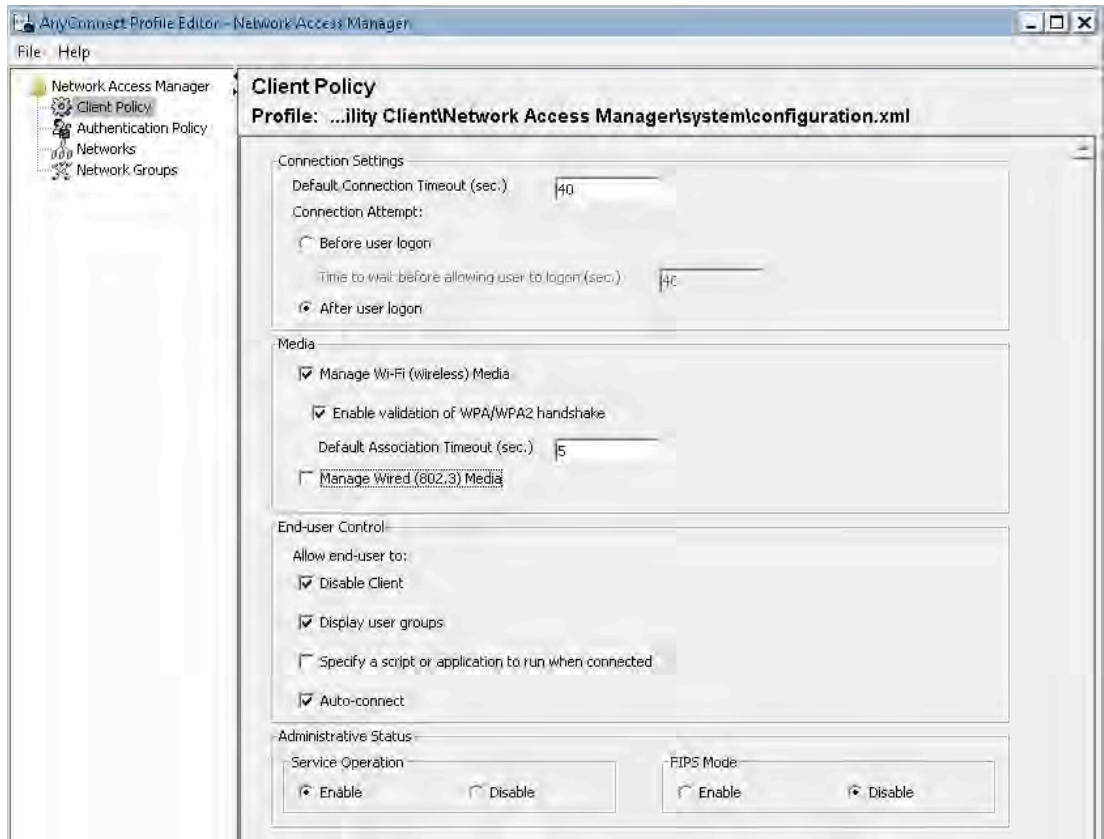 AnyConnect Profile Editor - Network Access Manager
File Help
Network Access Manager
Client Policy
Authentication Policy
Networks
Network Groups
Client Policy
Profile: ...ility Client\Network Access Manager\system\configuration.xml
Connection Settings
Default Connection Timeout (sec.) 40
Connection Attempt:
Before user logon
Time to wait before allowing user to logon (sec.)
After user logon
Media
Manage Wi-Fi (wireless) Media
Enable validation of WPA/WPA2 handshake
Default Association Timeout (sec.) 5
Manage Wired (802.3) Media
End-user Control
Allow end-user to:
Disable Client
Display user groups
Specify a script or application to run when connected
Auto-connect
Administrative Status
Service Operation FIPS Mode
Enable Disable Enable Disable